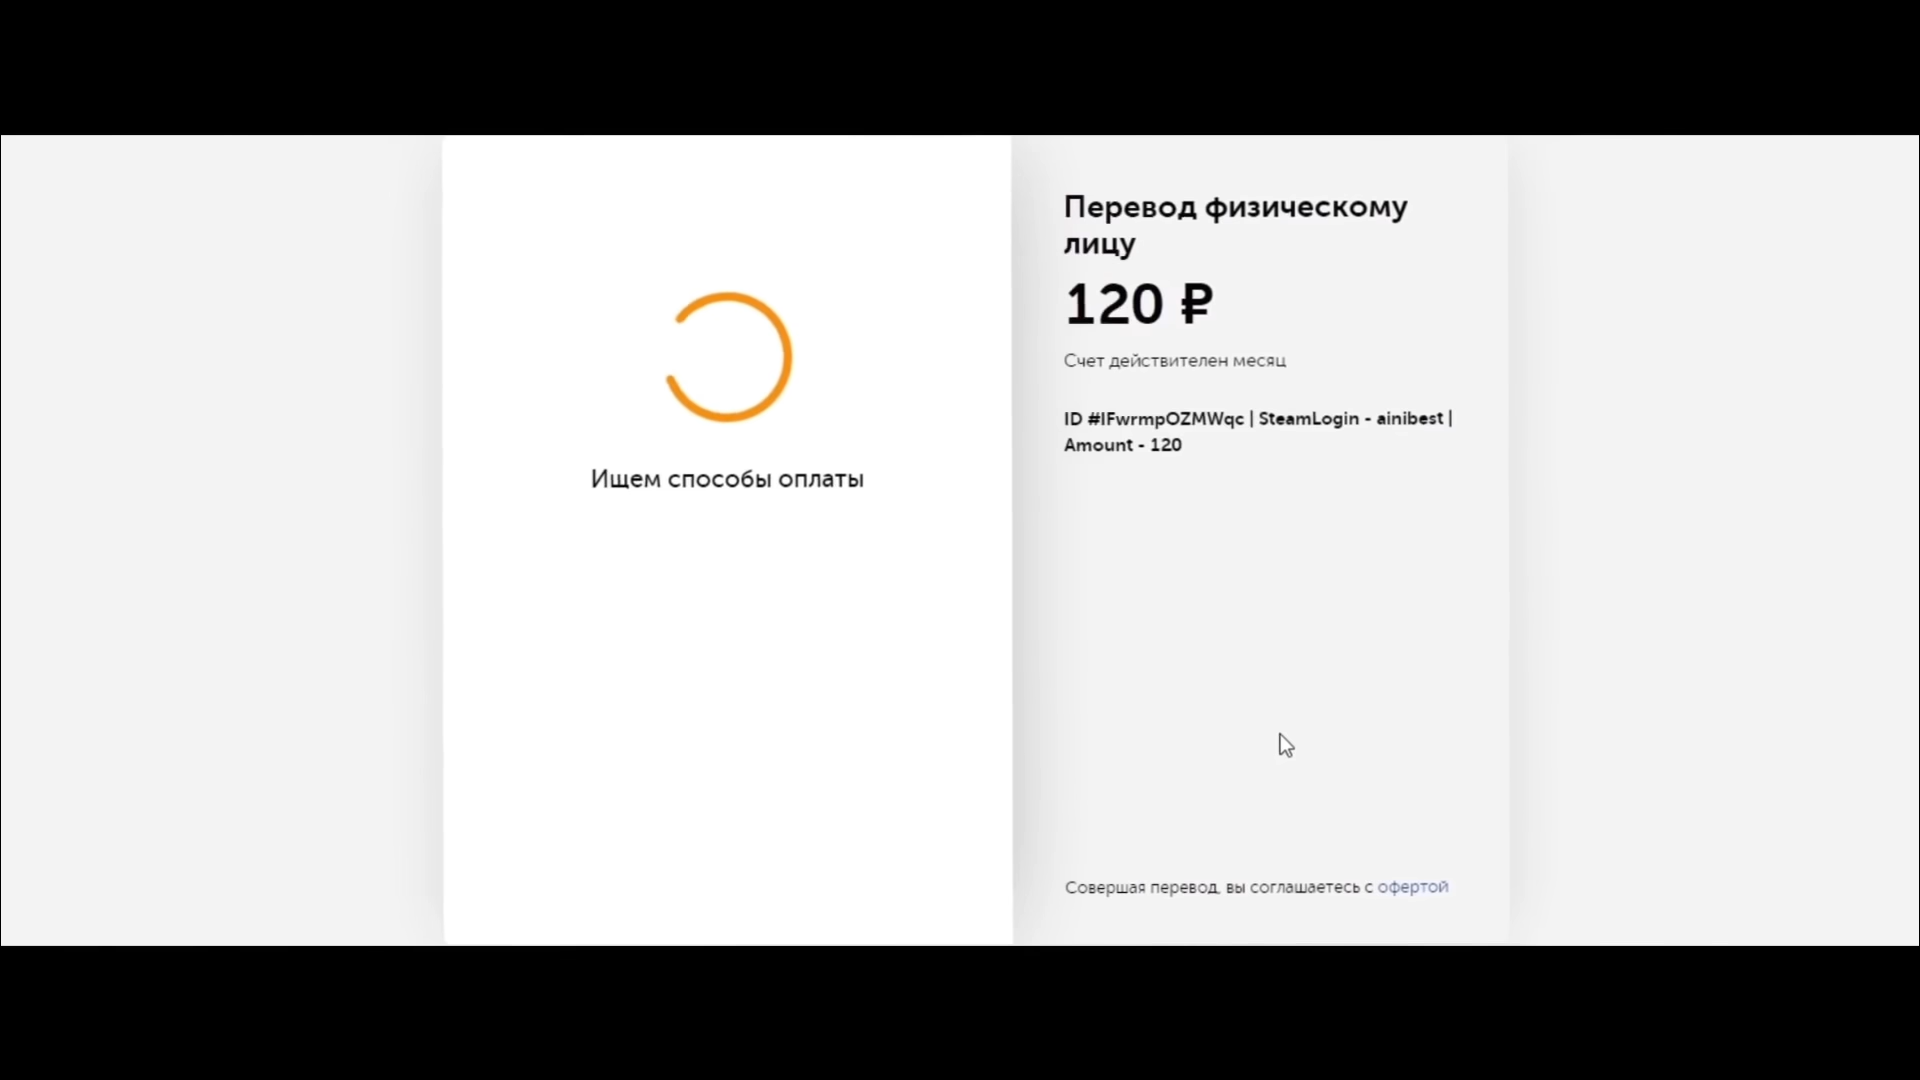 Ищем способы оплаты
Перевод физическому
лицу
120 ₽
Счет действителен месяц
ID #IFwrmpOZMWqc | SteamLogin - ainibest |
Amount - 120
Совершая перевод, вы соглашаетесь с офертой